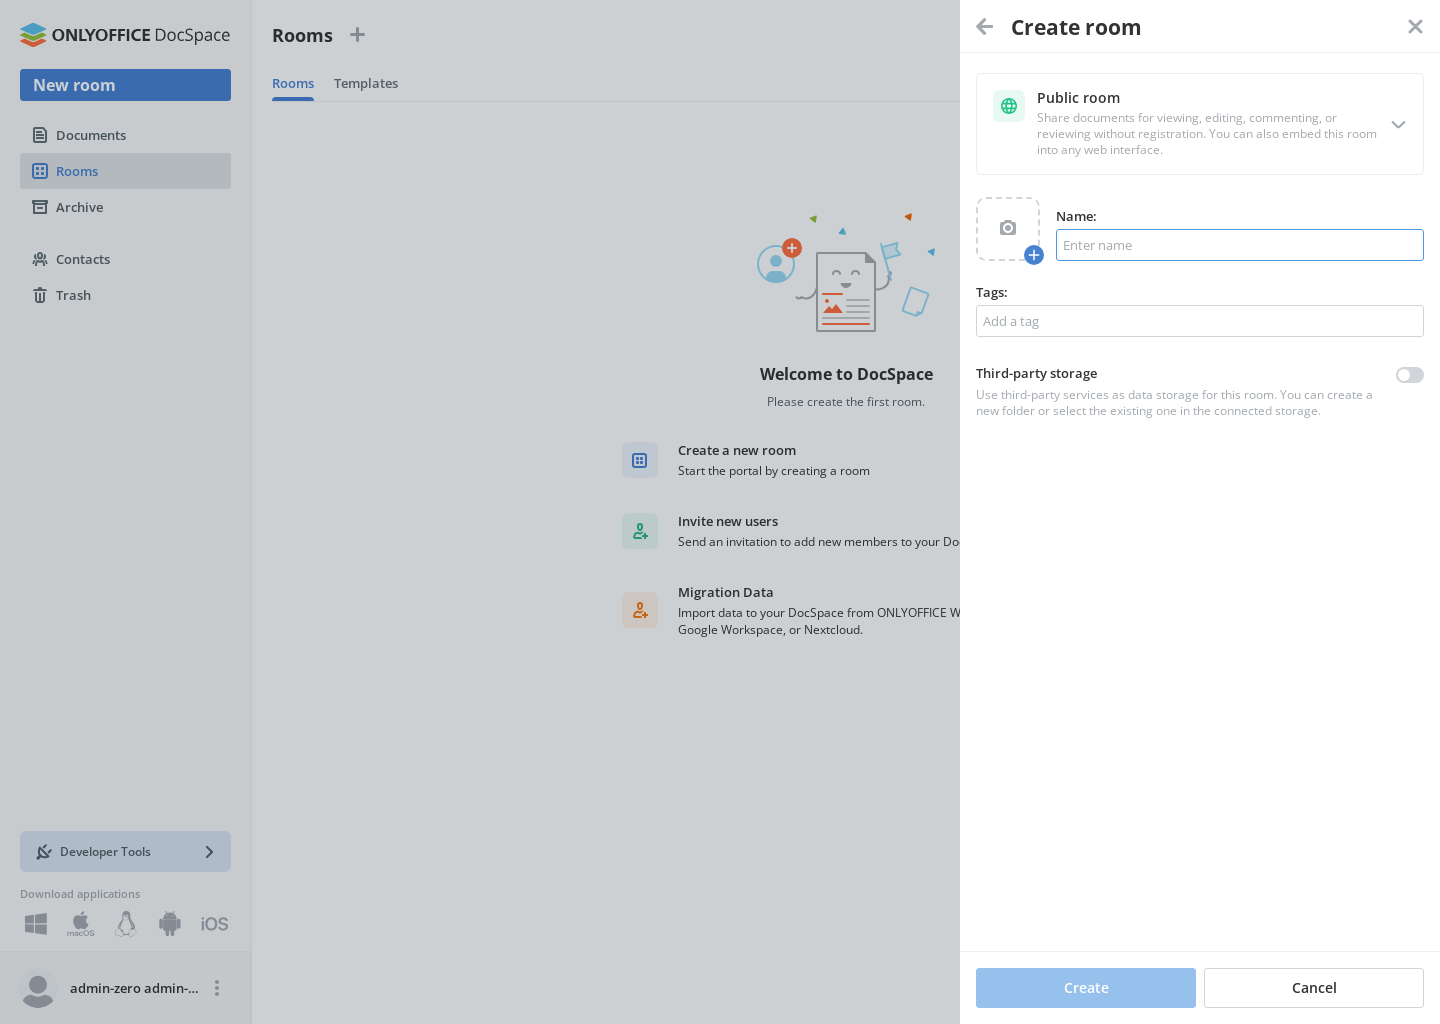 ONLYOFFICE DocSpace
New room
Documents
Rooms
Archive
Contacts
Trash
Developer Tools
Download applications
macOS
iOS
admin-zero admin-...
Rooms
Rooms
Templates
Welcome to DocSpace
Please create the first room.
Create a new room
Start the portal by creating a room
Invite new users
Send an invitation to add new members to your Do
Migration Data
Import data to your DocSpace from ONLYOFFICE W
Google Workspace, or Nextcloud.
Create room
Public room
Share documents for viewing, editing, commenting, or
reviewing without registration. You can also embed this room
into any web interface.
Name:
Enter name
Tags:
Add a tag
Third-party storage
Use third-party services as data storage for this room. You can create a
new folder or select the existing one in the connected storage.
Create
Cancel